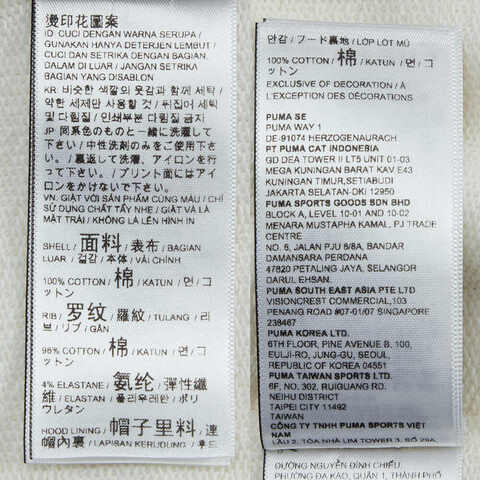 燙印花圖案
ID: CUCI DENGAN WARNA SERUPA /
GUNAKAN HANYA DETERJEN LEMBUT /
CUCI DAN SETRIKA DENGAN BAGIAN
DALAM DI LUAR / JANGAN SETRIKA
BAGIAN YANG DISABLON
KR: 비슷한 색깔의 옷감과 함께 세탁/
약한 세제만 사용할 것 / 뒤집어 세탁
및 다림질 / 인쇄부분 다림질 금지
JP: 同系色のものと一緒に洗濯して
下さい/中性洗剤のみをご使用下さ
い。/裏返して洗濯、アイロンを行
って下さい。/プリント面にはアイ
ロンをかけないで下さい。
VN: GIẶT VỚI SẢN PHẨM CÙNG MÀU / CHỈ
SỬ DỤNG CHẤT TẨY NHẸ / GIẶT VÀ LÀ
MẶT TRÁI / KHÔNG LÀ LÊN HÌNH IN
SHELL / 面料 / 表布 / BAGIAN
LUAR / 겉감 / 本体 / VẢI CHÍNH
100% COTTON / 棉 / KATUN / 면 / コ
ットン
RIB / 罗纹 / 羅紋 / TULANG / 리
브 / リブ / GÂN
96% COTTON / 棉 / KATUN / 면 / コ
ットン
4% ELASTANE / 氨纶 / 彈性纖
維 / ELASTAN / 폴리우레탄 / ポリ
ウレタン
HOOD LINING / 帽子里料 / 連
帽內裏 / LAPISAN KERUDUNG / 후드
안감 / フード裏地 / LỚP LÓT MŨ
100% COTTON / 棉 / KATUN / 면 / コ
ットン
EXCLUSIVE OF DECORATION / À
L'EXCEPTION DES DÉCORATIONS
PUMA SE
PUMA WAY 1
DE-91074 HERZOGENAURACH
PT PUMA CAT INDONESIA
GD DEA TOWER II LT5 UNIT 01-03
MEGA KUNINGAN BARAT KAV E43
KUNINGAN TIMUR,SETIABUDI
JAKARTA SELATAN-DKI 12950
PUMA SPORTS GOODS SDN BHD
BLOCK A, LEVEL 10-01 AND 10-02
MENARA MUSTAPHA KAMAL, PJ TRADE
CENTRE
NO. 8, JALAN PJU 8/8A, BANDAR
DAMANSARA PERDANA
47820 PETALING JAYA, SELANGOR
DARUL EHSAN.
PUMA SOUTH EAST ASIA PTE LTD
VISIONCREST COMMERCIAL,103
PENANG ROAD #07-01/07 SINGAPORE
238467
PUMA KOREA LTD.
6TH FLOOR, PINE AVENUE B, 100,
EULJI-RO, JUNG-GU, SEOUL,
REPUBLIC OF KOREA 04551
PUMA TAIWAN SPORTS LTD.
6F, NO. 302, RUIGUANG RD.
NEIHU DISTRICT
TAIPEI CITY 11492
TAIWAN
CÔNG TY TNHH PUMA SPORTS VIỆT
NAM
LẦU 2, TÒA NHÀ LIM TOWER 3, SỐ 29A
ĐƯỜNG NGUYỄN ĐÌNH CHIỂU,
PHƯỜNG ĐA KAO, QUẬN 1, THÀNH PHỐ